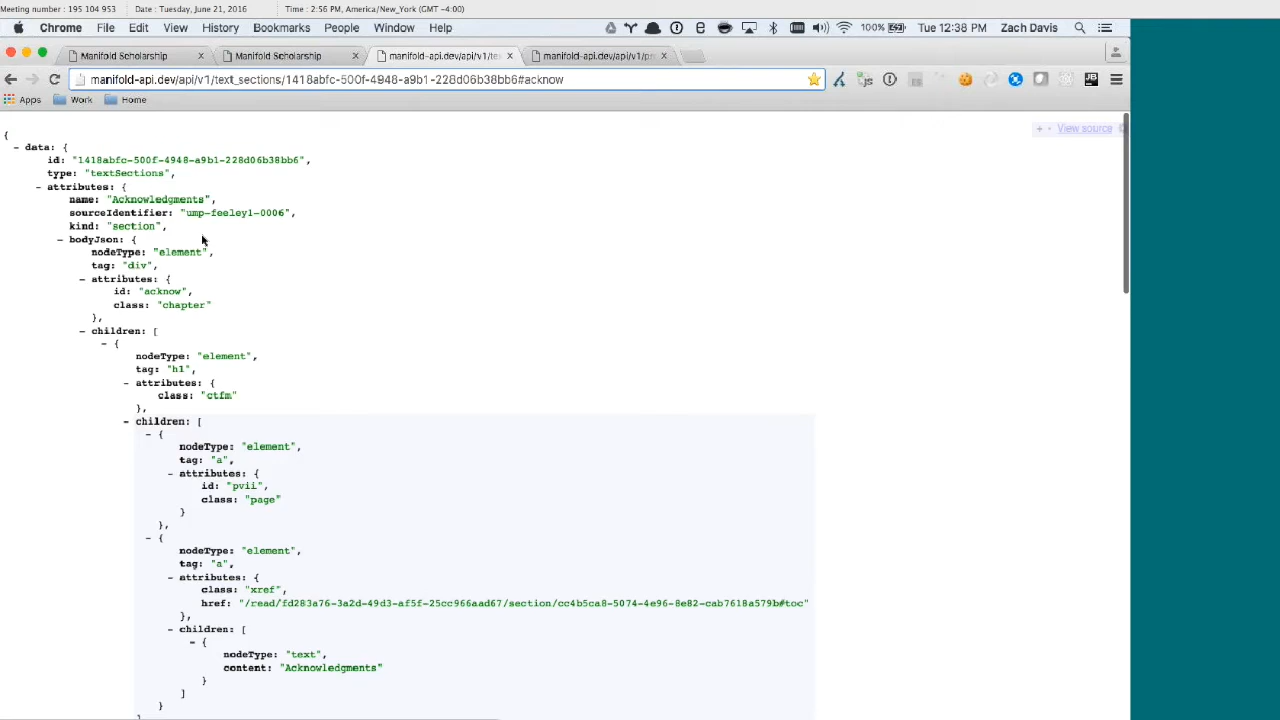 Meeting number : 195 104 953 Date : Tuesday, June 21, 2016 Time : 2:56 PM, America/New_York (GMT -4:00)
Chrome File Edit View History Bookmarks People Window Help 100% Tue 12:38 PM Zach Davis
Manifold Scholarship × Manifold Scholarship × manifold-api.dev/api/v1/te × manifold-api.dev/api/v1/pr ×
manifold-api.dev/api/v1/text_sections/1418abfc-500f-4948-a9b1-228d06b38bb6#acknow
Apps Work Home
+ - View source
{
- data: {
id: "1418abfc-500f-4948-a9b1-228d06b38bb6",
type: "textSections",
- attributes: {
name: "Acknowledgments",
sourceIdentifier: "ump-feeley1-0006",
kind: "section",
- bodyJson: {
nodeType: "element",
tag: "div",
- attributes: {
id: "acknow",
class: "chapter"
},
- children: [
- {
nodeType: "element",
tag: "h1",
- attributes: {
class: "ctfm"
},
- children: [
- {
nodeType: "element",
tag: "a",
- attributes: {
id: "pvii",
class: "page"
}
},
- {
nodeType: "element",
tag: "a",
- attributes: {
class: "xref",
href: "/read/fd283a76-3a2d-49d3-af5f-25cc966aad67/section/cc4b5ca8-5074-4e96-8e82-cab7618a579b#toc"
},
- children: [
- {
nodeType: "text",
content: "Acknowledgments"
}
]
}